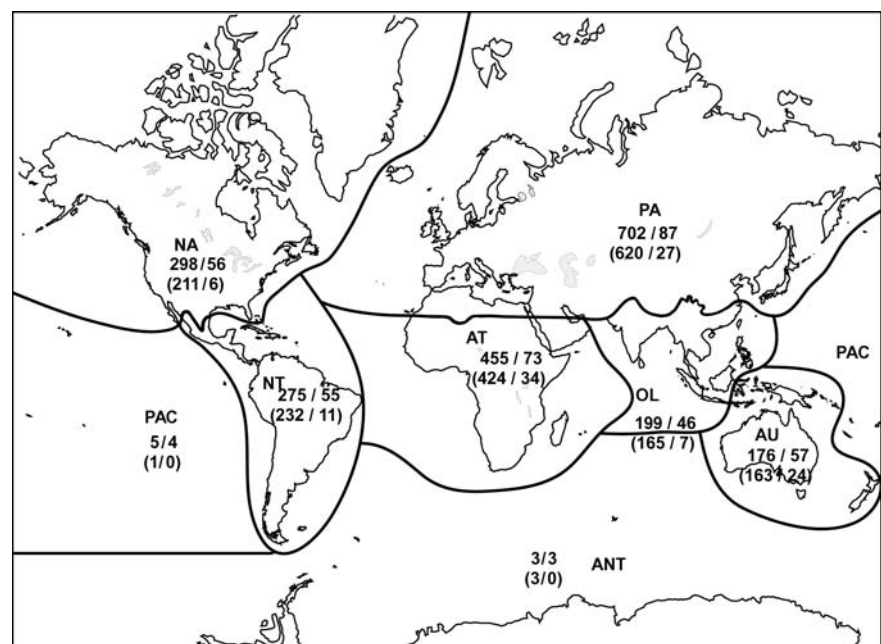 PA
702 / 87
(620 / 27)
NA
298/56
(211/6)
AT
455 / 73
(424 / 34)
PAC
NT
275 / 55
(232 / 11)
OL
199 / 46
(165 / 7)
PAC
5/4
(1/0)
AU
176 / 57
(163 / 24)
3/3
(3/0)
ANT